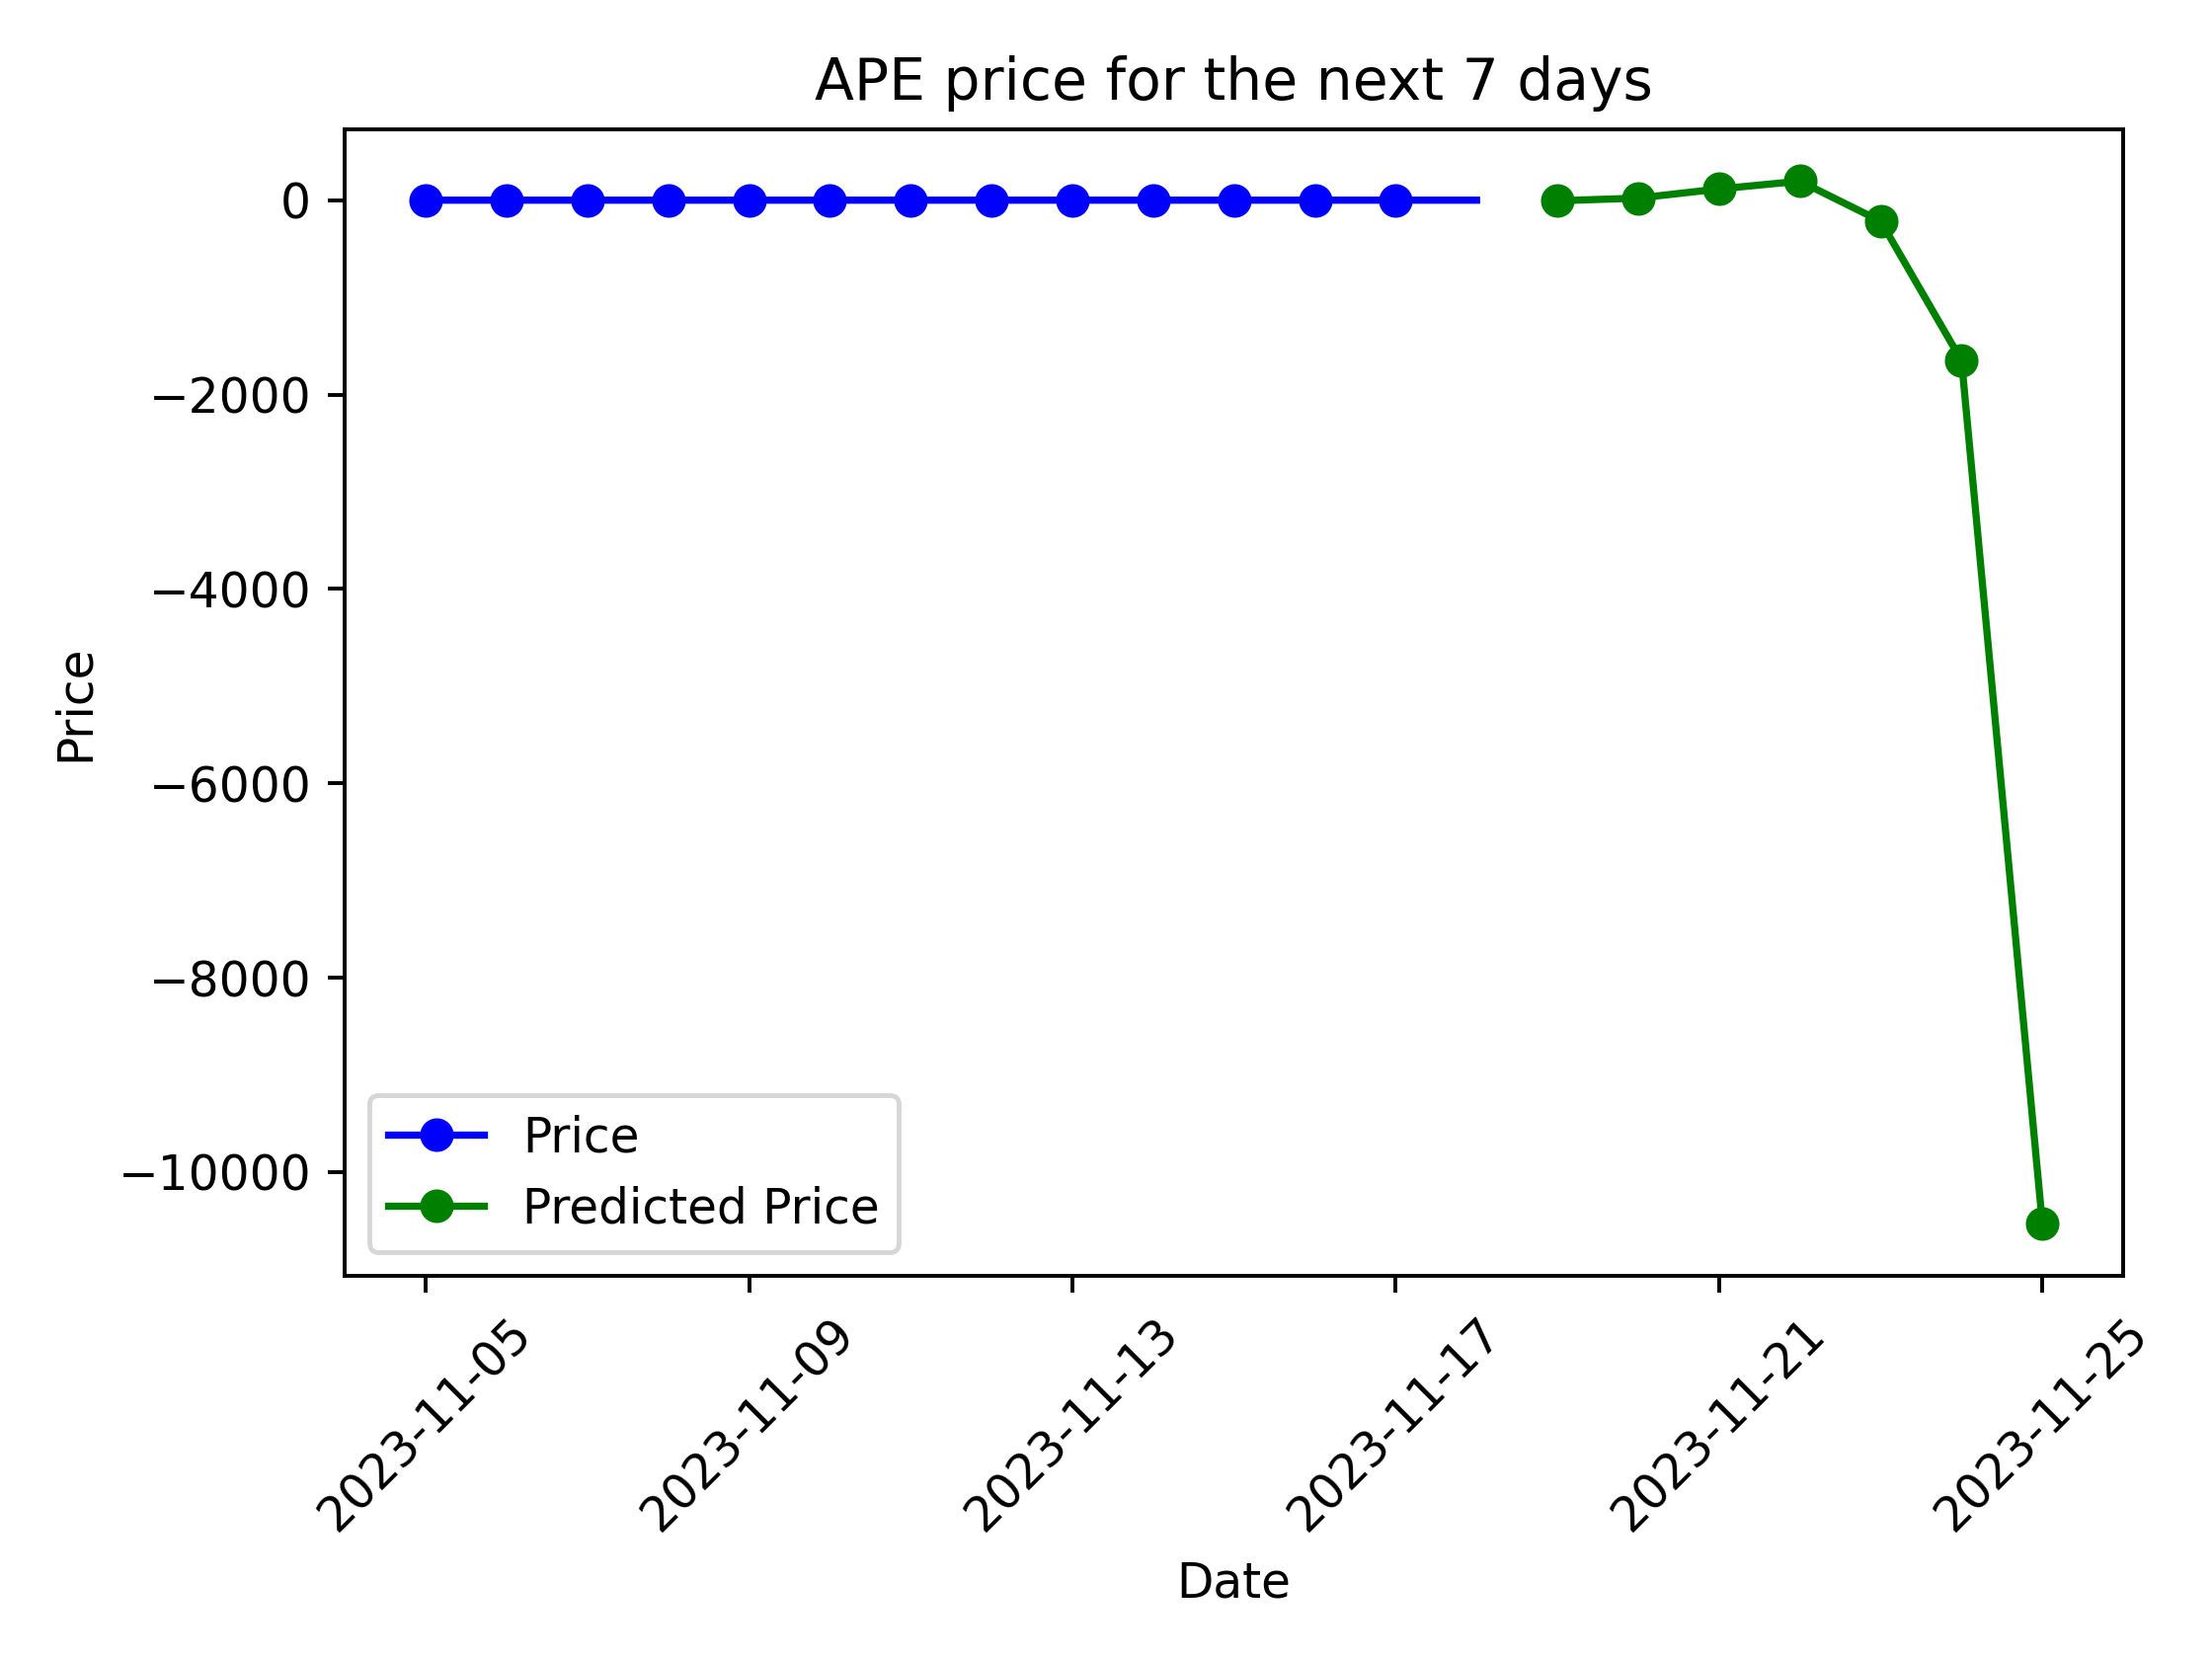 APE price for the next 7 days
0
−2000
−4000
−6000
−8000
−10000
Price
Price
Predicted Price
2023-11-05
2023-11-09
2023-11-13
2023-11-17
2023-11-21
2023-11-25
Date